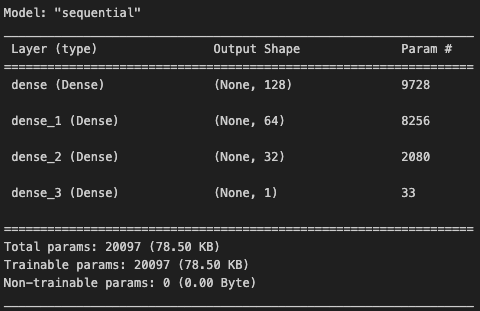 Model: "sequential"
_________________________________________________________________
Layer (type) Output Shape Param #
=================================================================
dense (Dense) (None, 128) 9728
dense_1 (Dense) (None, 64) 8256
dense_2 (Dense) (None, 32) 2080
dense_3 (Dense) (None, 1) 33
=================================================================
Total params: 20097 (78.50 KB)
Trainable params: 20097 (78.50 KB)
Non-trainable params: 0 (0.00 Byte)
_________________________________________________________________